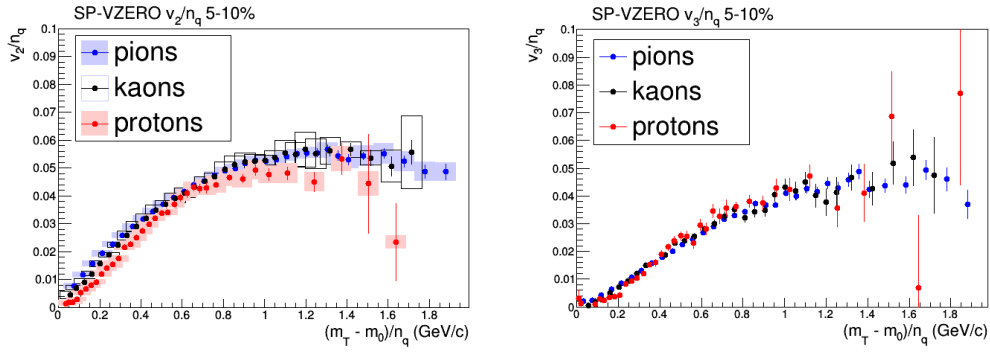 SP-VZERO v2/nq 5-10%
v2/nq
0.1
0.09
0.08
0.07
0.06
0.05
0.04
0.03
0.02
0.01
0
pions
kaons
protons
0 0.2 0.4 0.6 0.8 1 1.2 1.4 1.6 1.8
(mT - m0)/nq (GeV/c)
SP-VZERO v3/nq 5-10%
v3/nq
0.1
0.09
0.08
0.07
0.06
0.05
0.04
0.03
0.02
0.01
0
pions
kaons
protons
0 0.2 0.4 0.6 0.8 1 1.2 1.4 1.6 1.8
(mT - m0)/nq (GeV/c)